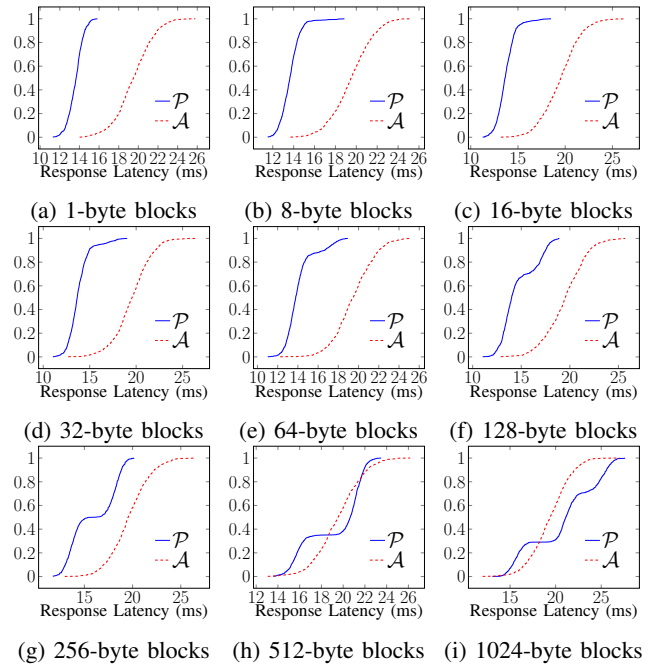 1
0.8
0.6
0.4
0.2
0
P
A
10 12 14 16 18 20 22 24 26
Response Latency (ms)
(a) 1-byte blocks
1
0.8
0.6
0.4
0.2
0
P
A
10 12 14 16 18 20 22 24 26
Response Latency (ms)
(b) 8-byte blocks
1
0.8
0.6
0.4
0.2
0
P
A
10 15 20 25
Response Latency (ms)
(c) 16-byte blocks
1
0.8
0.6
0.4
0.2
0
P
A
10 15 20 25
Response Latency (ms)
(d) 32-byte blocks
1
0.8
0.6
0.4
0.2
0
P
A
10 12 14 16 18 20 22 24 26
Response Latency (ms)
(e) 64-byte blocks
1
0.8
0.6
0.4
0.2
0
P
A
10 15 20 25
Response Latency (ms)
(f) 128-byte blocks
1
0.8
0.6
0.4
0.2
0
P
A
15 20 25
Response Latency (ms)
(g) 256-byte blocks
1
0.8
0.6
0.4
0.2
0
P
A
12 14 16 18 20 22 24 26
Response Latency (ms)
(h) 512-byte blocks
1
0.8
0.6
0.4
0.2
0
P
A
15 20 25
Response Latency (ms)
(i) 1024-byte blocks